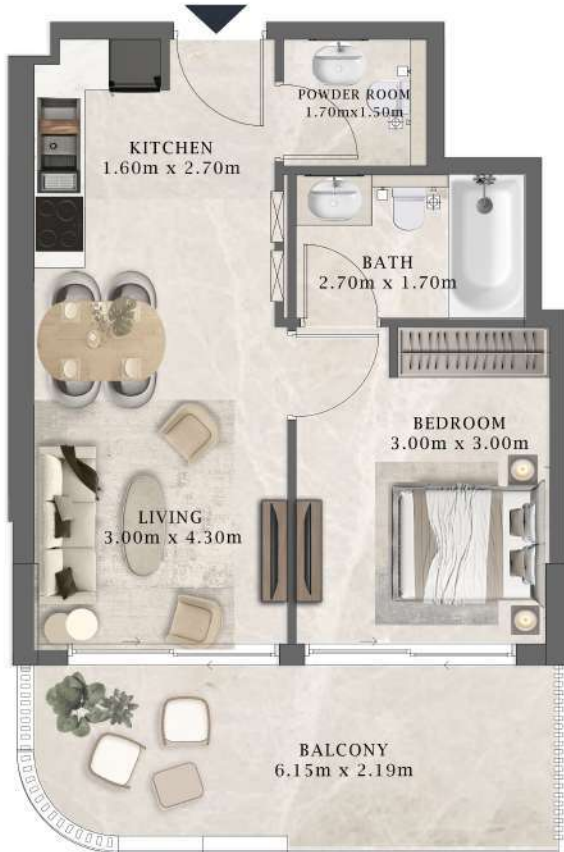 POWDER ROOM
1.70mx1.50m
KITCHEN
1.60m x 2.70m
BATH
2.70m x 1.70m
BEDROOM
3.00m x 3.00m
LIVING
3.00m x 4.30m
BALCONY
6.15m x 2.19m